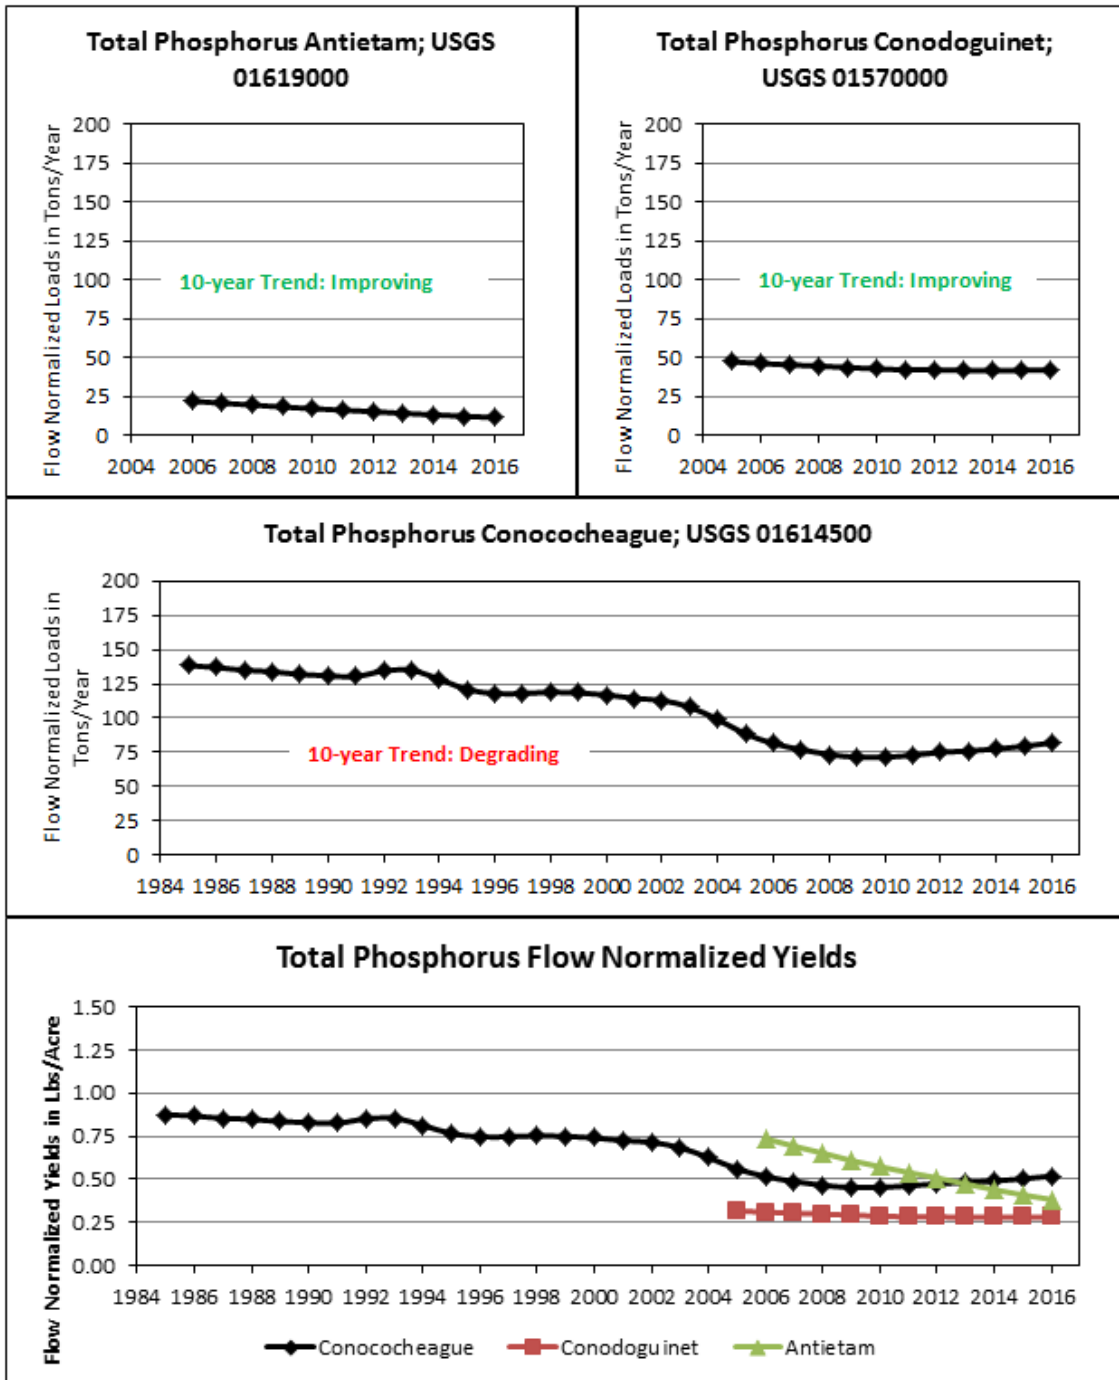 Total Phosphorus Antietam; USGS
01619000
Flow Normalized Loads in Tons/Year
200
175
150
125
100
75
50
25
0
10-year Trend: Improving
2004 2006 2008 2010 2012 2014 2016
Total Phosphorus Conodoguinet;
USGS 01570000
Flow Normalized Loads in Tons/Year
200
175
150
125
100
75
50
25
0
10-year Trend: Improving
2004 2006 2008 2010 2012 2014 2016
Total Phosphorus Conococheague; USGS 01614500
Flow Normalized Loads in
Tons/Year
200
175
150
125
100
75
50
25
0
10-year Trend: Degrading
1984 1986 1988 1990 1992 1994 1996 1998 2000 2002 2004 2006 2008 2010 2012 2014 2016
Total Phosphorus Flow Normalized Yields
Flow Normalized Yields in Lbs/Acre
1.50
1.25
1.00
0.75
0.50
0.25
0.00
1984 1986 1988 1990 1992 1994 1996 1998 2000 2002 2004 2006 2008 2010 2012 2014 2016
Conococheague Conodoguinet Antietam